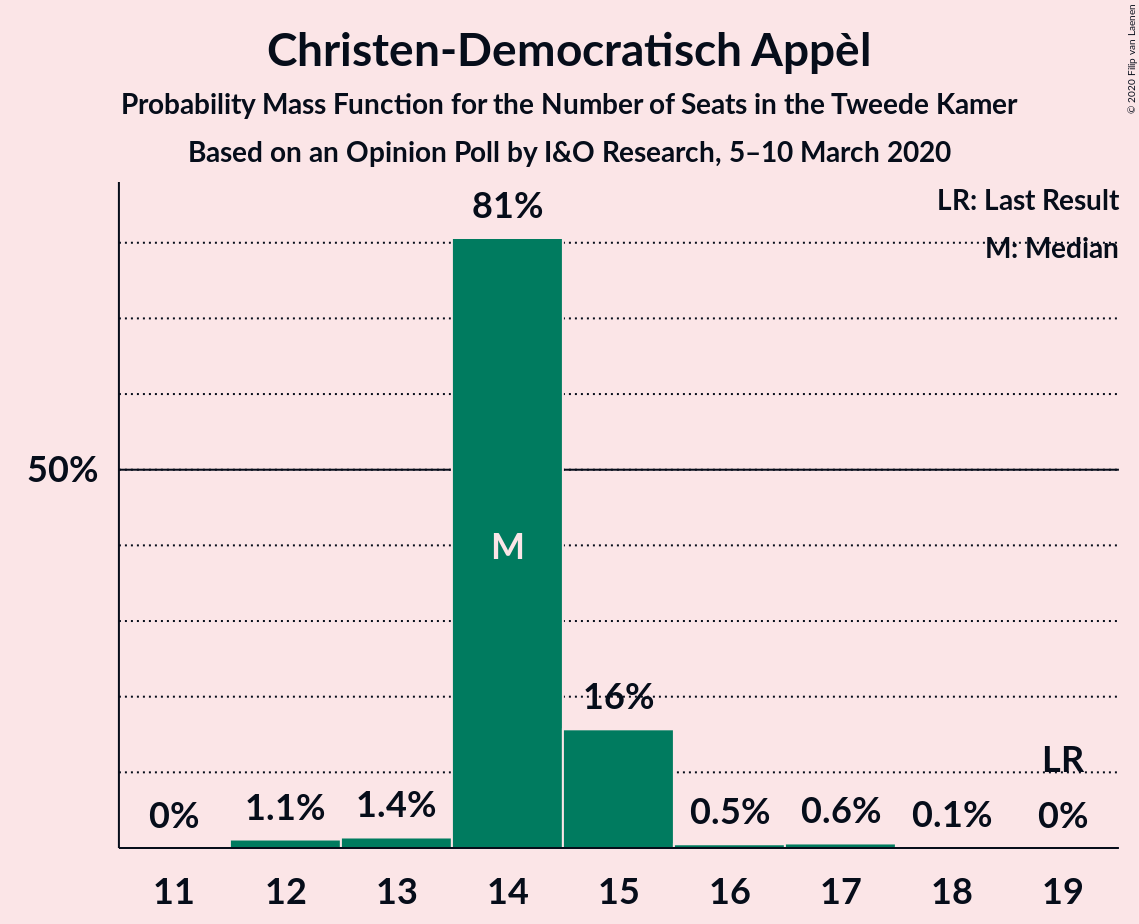 © 2020 Filip van Laenen
Christen-Democratisch Appèl
Probability Mass Function for the Number of Seats in the Tweede Kamer
Based on an Opinion Poll by I&O Research, 5–10 March 2020
LR: Last Result
M: Median
81%
50%
M
16%
LR
0%
1.1%
1.4%
0.5%
0.6%
0.1%
0%
11 12 13 14 15 16 17 18 19